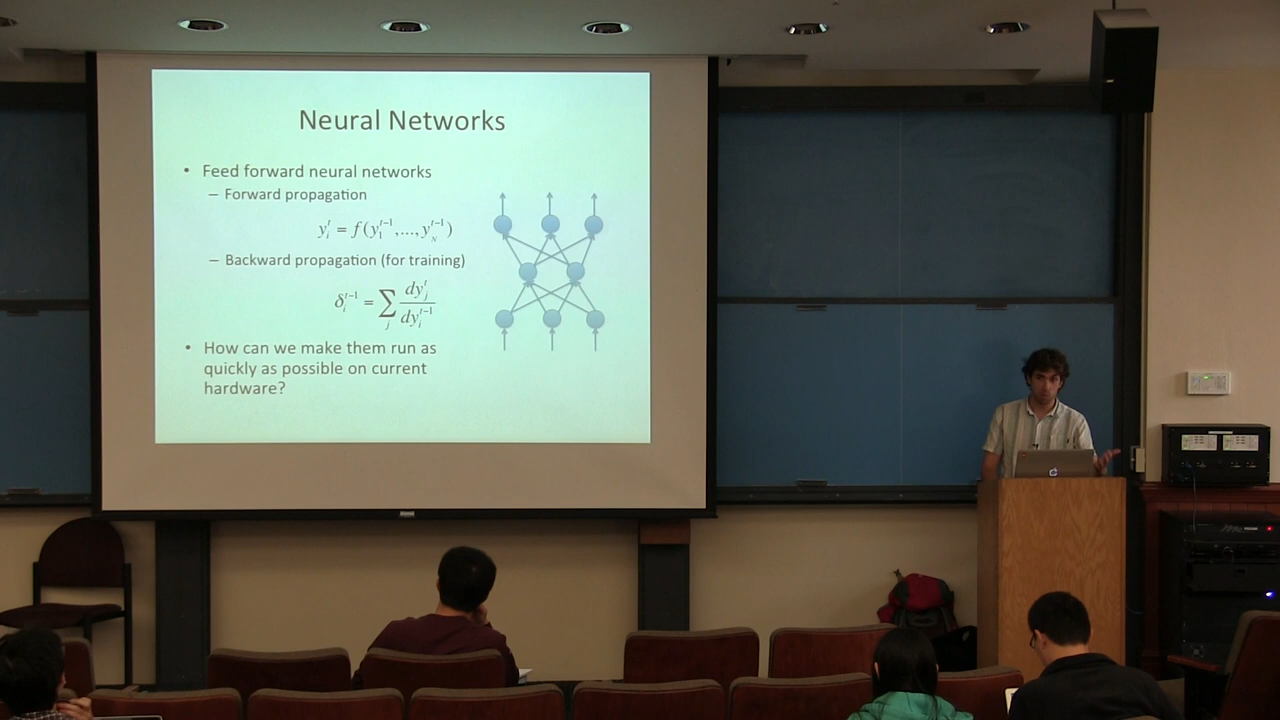 Neural Networks
• Feed forward neural networks
– Forward propagation
y_i^t = f(y_1^{t-1},...,y_N^{t-1})
– Backward propagation (for training)
δ_i^{t-1} = ∑_j dy_j^t / dy_i^{t-1}
• How can we make them run as
quickly as possible on current
hardware?